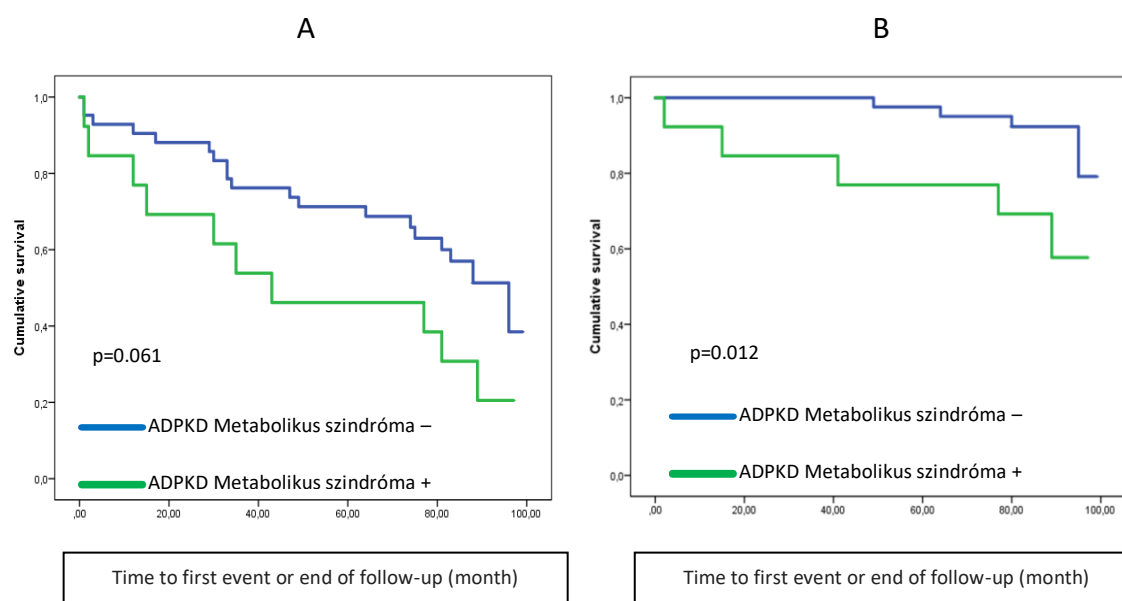 A
B
Cumulative survival
1,0
0,8
0,6
0,4
0,2
0,0
p=0.061
ADPKD Metabolikus szindróma –
ADPKD Metabolikus szindróma +
,00 20,00 40,00 60,00 80,00 100,00
Time to first event or end of follow-up (month)
Cumulative survival
1,0
0,8
0,6
0,4
0,2
0,0
p=0.012
ADPKD Metabolikus szindróma –
ADPKD Metabolikus szindróma +
,00 20,00 40,00 60,00 80,00 100,00
Time to first event or end of follow-up (month)